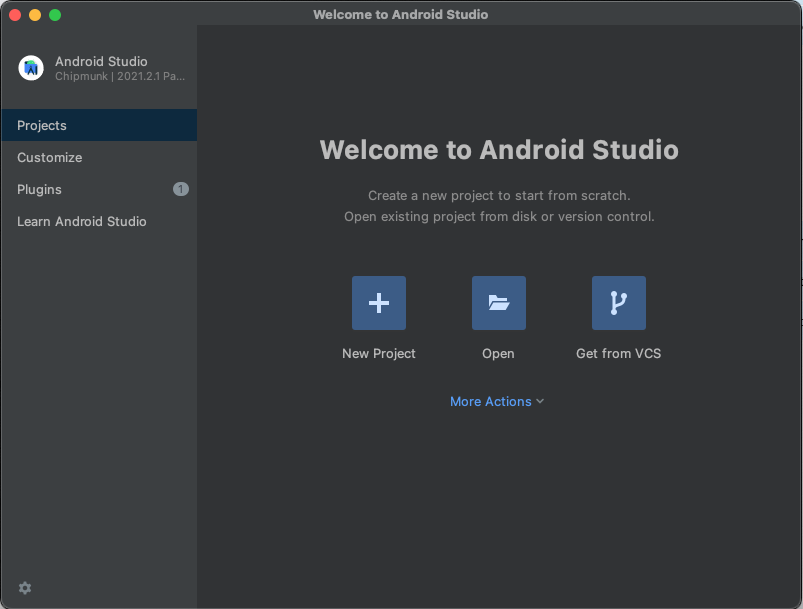 Welcome to Android Studio
Android Studio
Chipmunk | 2021.2.1 Pa...
Projects
Customize
Plugins 1
Learn Android Studio
Welcome to Android Studio
Create a new project to start from scratch.
Open existing project from disk or version control.
New Project
Open
Get from VCS
More Actions